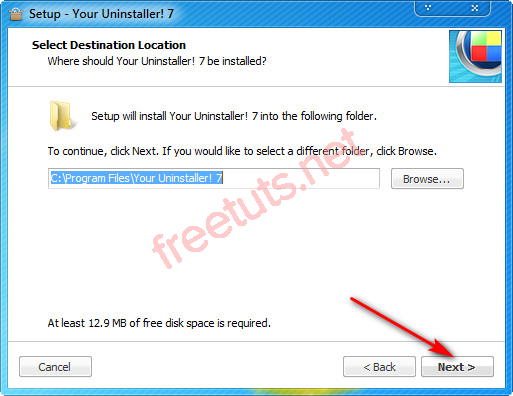 Setup - Your Uninstaller! 7
Select Destination Location
Where should Your Uninstaller! 7 be installed?
Setup will install Your Uninstaller! 7 into the following folder.
To continue, click Next. If you would like to select a different folder, click Browse.
C:\Program Files\Your Uninstaller! 7
Browse...
freetuts.net
At least 12.9 MB of free disk space is required.
Cancel
< Back
Next >